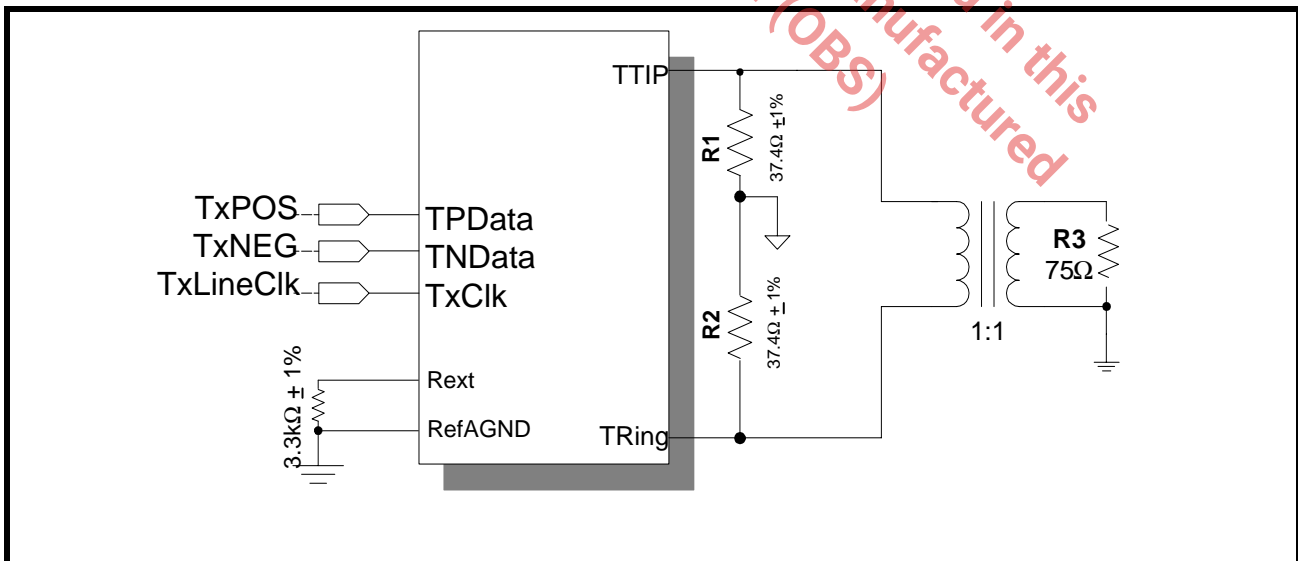 d in this
nufactured
(OBS)
TTIP
R1
37.4Ω ±1%
TxPOS
TPData
TxNEG
TNData
TxLineClk
TxClk
R2
37.4Ω ± 1%
R3
75Ω
1:1
3.3kΩ ± 1%
Rext
RefAGND
TRing